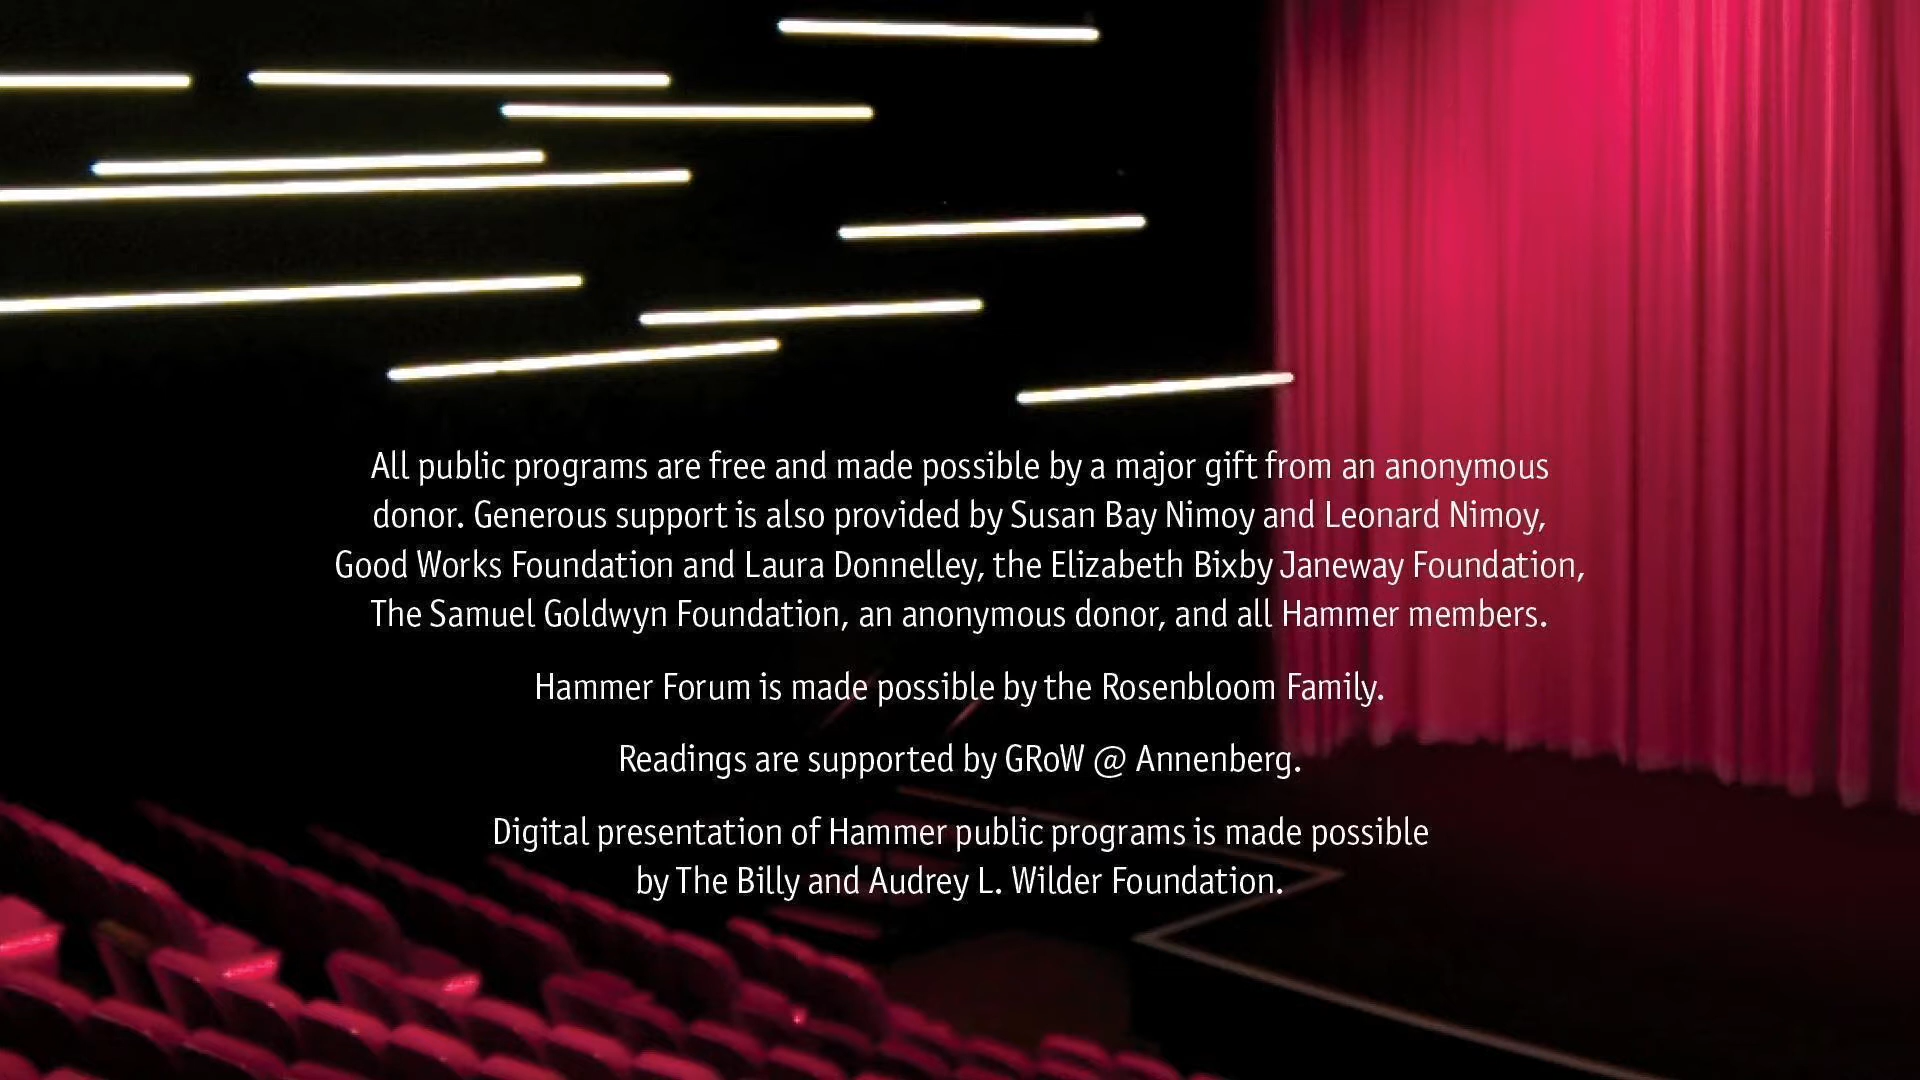 All public programs are free and made possible by a major gift from an anonymous
donor. Generous support is also provided by Susan Bay Nimoy and Leonard Nimoy,
Good Works Foundation and Laura Donnelley, the Elizabeth Bixby Janeway Foundation,
The Samuel Goldwyn Foundation, an anonymous donor, and all Hammer members.
Hammer Forum is made possible by the Rosenbloom Family.
Readings are supported by GRoW @ Annenberg.
Digital presentation of Hammer public programs is made possible
by The Billy and Audrey L. Wilder Foundation.